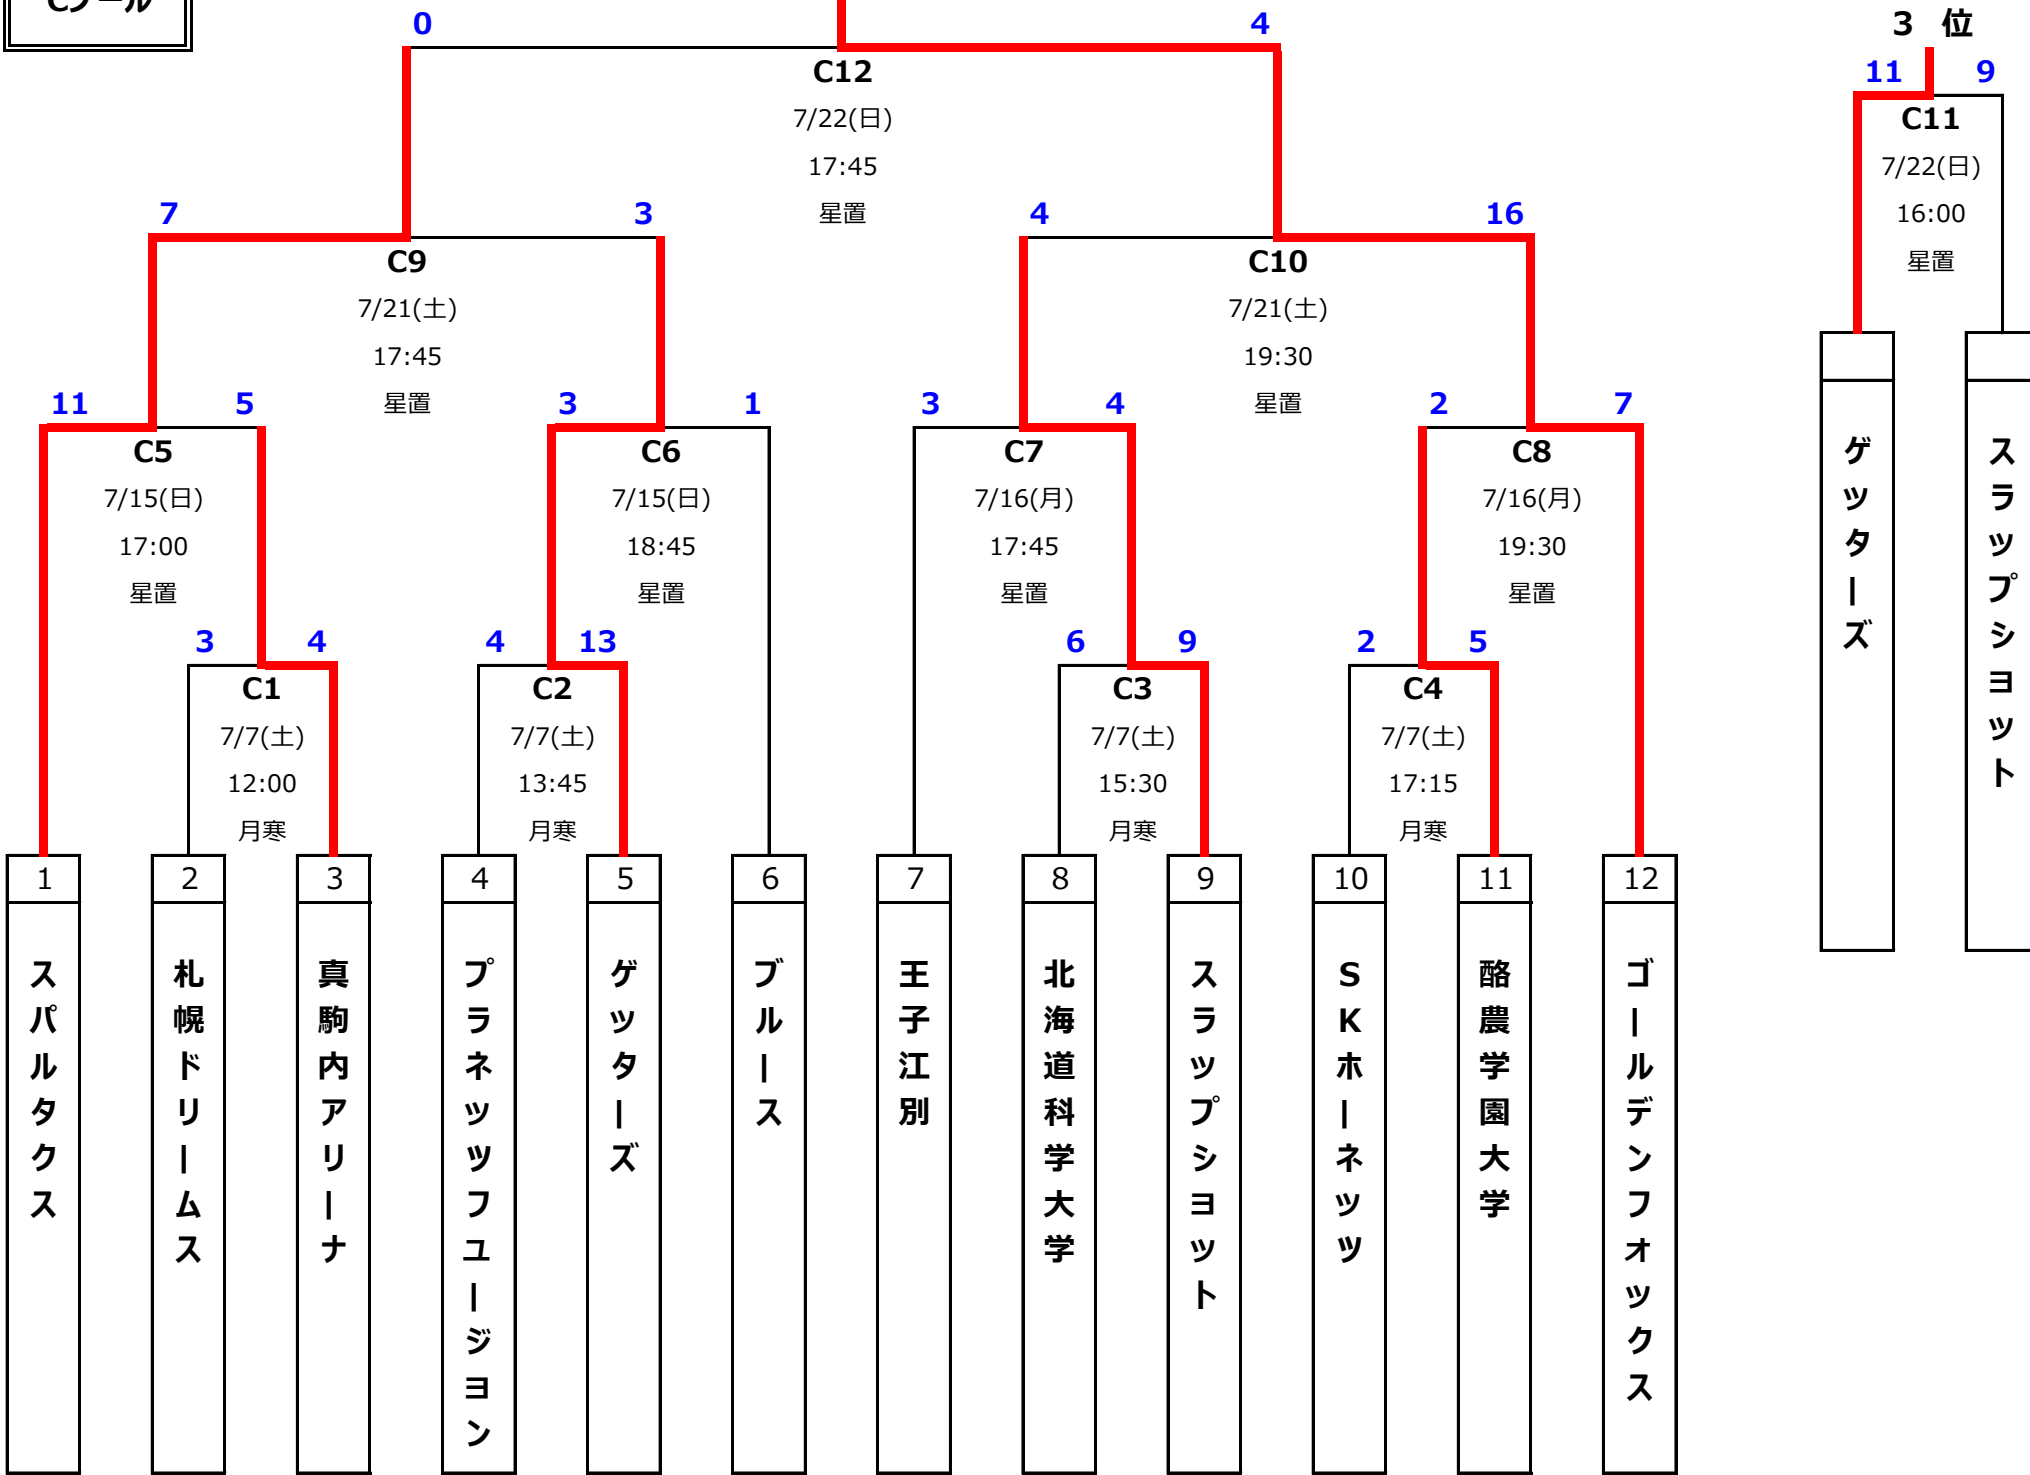 Cプール
0 4
C12
7/22(日)
17:45
星置
3 位
11 9
C11
7/22(日)
16:00
星置
7 3
C9
7/21(土)
17:45
星置
4 16
C10
7/21(土)
19:30
星置
11 5
C5
7/15(日)
17:00
星置
3 1
C6
7/15(日)
18:45
星置
3 4
C7
7/16(月)
17:45
星置
2 7
C8
7/16(月)
19:30
星置
3 4
C1
7/7(土)
12:00
月寒
4 13
C2
7/7(土)
13:45
月寒
6 9
C3
7/7(土)
15:30
月寒
2 5
C4
7/7(土)
17:15
月寒
1
スパルタクス
2
札幌ドリームス
3
真駒内アリーナ
4
プラネッツフュージョン
5
ゲッターズ
6
ブルース
7
王子江別
8
北海道科学大学
9
スラップショット
10
SKホーネッツ
11
酪農学園大学
12
ゴールデンフォックス
ゲッターズ
スラップショット